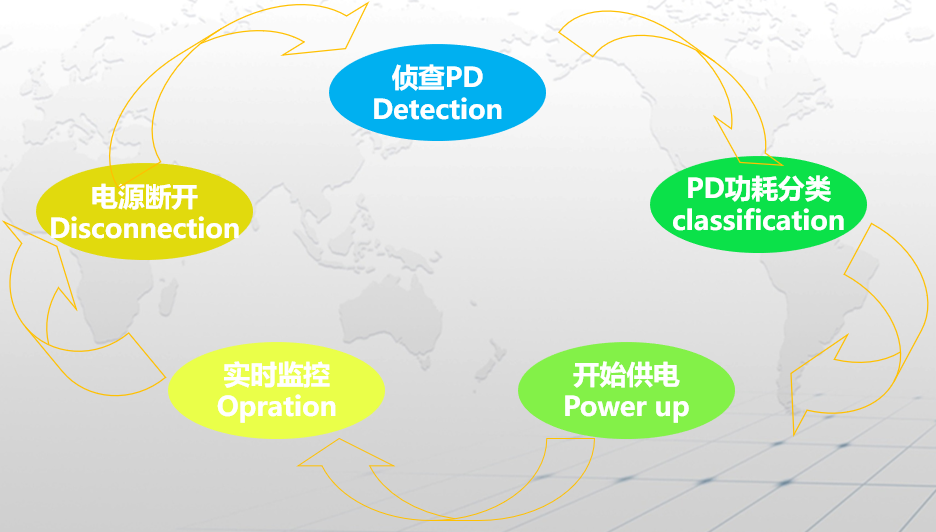 侦查PD
Detection
PD功耗分类
classification
开始供电
Power up
实时监控
Opration
电源断开
Disconnection